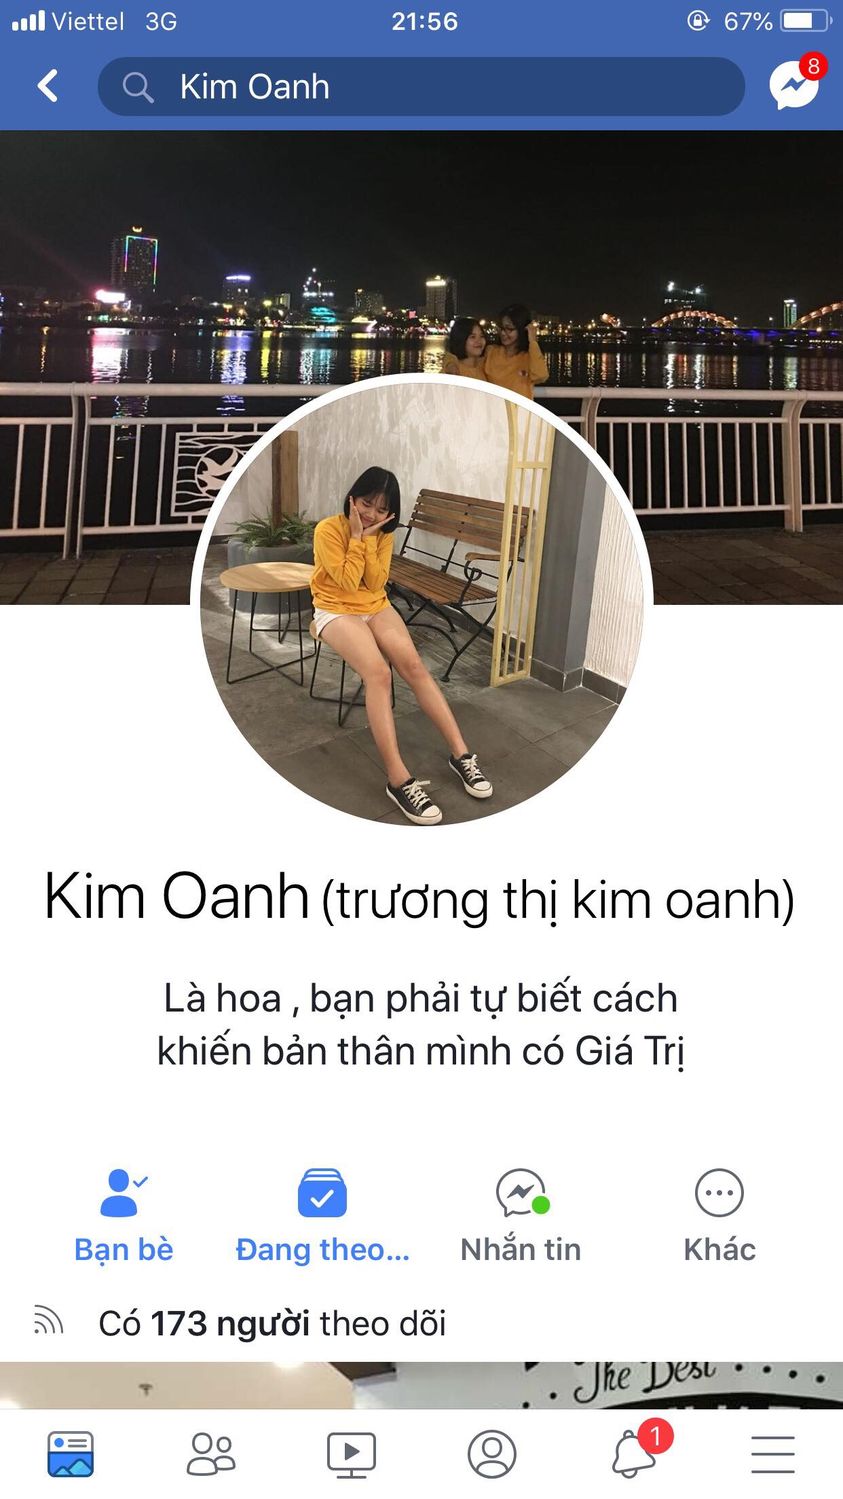 Viettel 3G 21:56 67%
Kim Oanh
8
Kim Oanh (trương thị kim oanh)
Là hoa , bạn phải tự biết cách
khiến bản thân mình có Giá Trị
Bạn bè Đang theo... Nhắn tin Khác
Có 173 người theo dõi
The Best
1